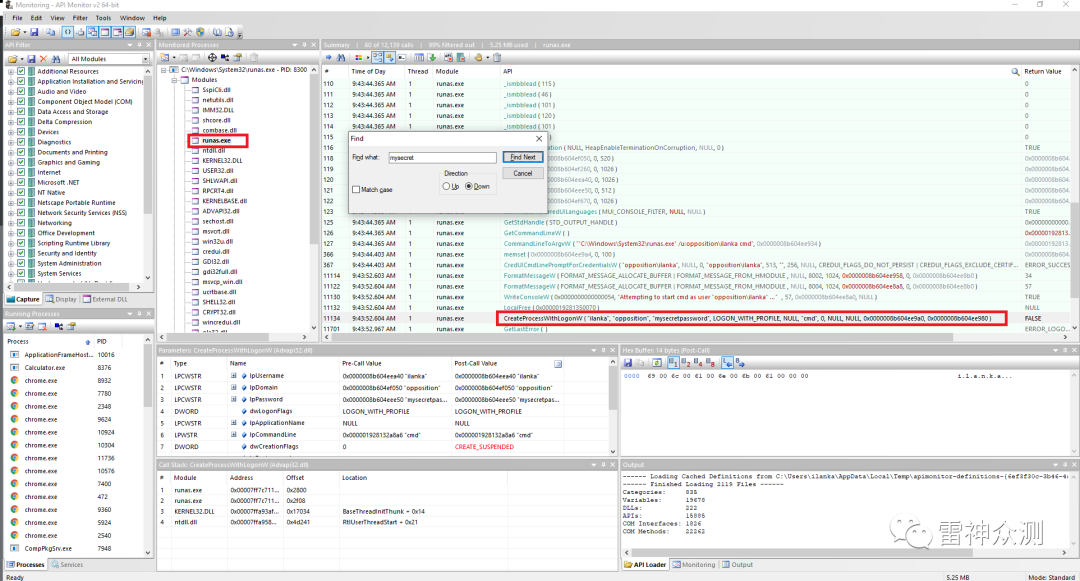 Monitoring - API Monitor v2 64-bit
File Edit View Filter Tools Window Help
API Filter
All Modules
Additional Resources
Application Installation and Servicing
Audio and Video
Component Object Model (COM)
Data Access and Storage
Delta Compression
Devices
Diagnostics
Documents and Printing
Graphics and Gaming
Internet
Microsoft .NET
NT Native
Netscape Portable Runtime
Network Security Services (NSS)
Networking
Office Development
Scripting Runtime Library
Security and Identity
System Administration
System Services
Capture Display External DLL
Running Processes
Process PID
ApplicationFrameHost... 10016
Calculator.exe 8376
chrome.exe 8932
chrome.exe 7780
chrome.exe 2348
chrome.exe 9624
chrome.exe 10924
chrome.exe 10304
chrome.exe 11736
chrome.exe 10576
chrome.exe 7400
chrome.exe 472
chrome.exe 9360
chrome.exe 5924
chrome.exe 2540
CompPkgSrv.exe 7948
Processes Services
Ready
Monitored Processes
C:\Windows\System32\runas.exe - PID: 8300
Modules
SspiCli.dll
netutils.dll
IMM32.DLL
shcore.dll
combase.dll
runas.exe
ntdll.dll
KERNEL32.DLL
USER32.dll
SHLWAPI.dll
RPCRT4.dll
KERNELBASE.dll
ADVAPI32.dll
sechost.dll
msvcrt.dll
win32u.dll
credui.dll
GDI32.dll
gdi32full.dll
msvcp_win.dll
ucrtbase.dll
SHELL32.dll
CRYPT32.dll
wincredui.dll
Summary | 60 of 12,139 calls | 99% filtered out | 5.25 MB used | runas.exe
# Time of Day Thread Module API Return Value
110 9:43:44.365 AM 1 runas.exe _ismbblead ( 115 ) 0
111 9:43:44.365 AM 1 runas.exe _ismbblead ( 46 ) 0
112 9:43:44.365 AM 1 runas.exe _ismbblead ( 101 ) 0
113 9:43:44.365 AM 1 runas.exe _ismbblead ( 120 ) 0
114 9:43:44.365 AM 1 runas.exe _ismbblead ( 101 ) 0
115 0
116 ation ( NULL, HeapEnableTerminationOnCorruption, NULL, 0 ) TRUE
118 008b604ef050, 0, 520 )
119 008b604ef260, 0, 1026 )
120 008b604eea40, 0, 1026 )
121 008b604eee50, 0, 512 )
122 008b604ef670, 0, 1026 )
123 redUILanguages ( MUI_CONSOLE_FILTER, NULL, NULL ) TRUE
125 9:43:44.365 AM 1 runas.exe GetStdHandle ( STD_OUTPUT_HANDLE )
126 9:43:44.365 AM 1 runas.exe GetCommandLineW ( )
127 9:43:44.365 AM 1 runas.exe CommandLineToArgvW ( "C:\Windows\System32\runas.exe' /u:opposition\ilanka cmd", 0x0000008b604ee934 )
366 9:43:44.403 AM 1 runas.exe memset ( 0x0000008b604ee9a4, 0, 100 )
367 9:43:44.403 AM 1 runas.exe CredUICmdLinePromptForCredentialsW ( "opposition\ilanka", NULL, 0, "opposition\ilanka", 513, "", 256, NULL, CREDUI_FLAGS_DO_NOT_PERSIST | CREDUI_FLAGS_EXCLUDE_CERTIF... ERROR_SUCCES
11114 9:43:52.603 AM 1 runas.exe FormatMessageW ( FORMAT_MESSAGE_ALLOCATE_BUFFER | FORMAT_MESSAGE_FROM_HMODULE , NULL, 8002, 1024, 0x0000008b604ee958, 0x0000008b604ee8b0 ) 34
11121 9:43:52.604 AM 1 runas.exe FormatMessageW ( FORMAT_MESSAGE_ALLOCATE_BUFFER | FORMAT_MESSAGE_FROM_HMODULE , NULL, 8004, 1024, 0x0000008b604ee8a0, 0x0000008b604ee8b0 ) 57
11122 9:43:52.604 AM 1 runas.exe WriteConsoleW ( 0x0000000000000054, "Attempting to start cmd as user "opposition\ilanka" ..." , 57, 0x0000008b604ee8a8, NULL ) TRUE
11132 9:43:52.604 AM 1 runas.exe LocalFree ( 0x0000019281350070 ) NULL
11134 9:43:52.604 AM 1 runas.exe CreateProcessWithLogonW ( "ilanka", "opposition", "mysecretpassword", LOGON_WITH_PROFILE, NULL, "cmd", 0, NULL, NULL, 0x0000008b604ee9a0, 0x0000008b604ee980 ) FALSE
11701 9:43:52.967 AM 1 runas.exe GetLastError ( ) ERROR_LOGO
Find
Find what: mysecret Find Next
Direction Cancel
Match case Up Down
Parameters: CreateProcessWithLogonW (Advapi32.dll)
# Type Name Pre-Call Value Post-Call Value
1 LPCWSTR lpUsername 0x0000008b604eea40 "ilanka" 0x0000008b604eea40 "ilanka"
2 LPCWSTR lpDomain 0x0000008b604ef050 "opposition" 0x0000008b604ef050 "opposition"
3 LPCWSTR lpPassword 0x0000008b604eee50 "mysecretpas... 0x0000008b604eee50 "mysecretpass...
4 DWORD dwLogonFlags LOGON_WITH_PROFILE LOGON_WITH_PROFILE
5 LPCWSTR lpApplicationName NULL NULL
6 LPWSTR lpCommandLine 0x000001928132a8a6 "cmd" 0x000001928132a8a6 "cmd"
7 DWORD dwCreationFlags 0 CREATE_SUSPENDED
Call Stack: CreateProcessWithLogonW (Advapi32.dll)
# Module Address Offset Location
1 runas.exe 0x00007ff7c711... 0x2800
2 runas.exe 0x00007ff7c711... 0x2f08
3 KERNEL32.DLL 0x00007ffa93af... 0x17034 BaseThreadInitThunk + 0x14
4 ntdll.dll 0x00007ffa958... 0x4d241 RtlUserThreadStart + 0x21
Hex Buffer: 14 bytes (Post-Call)
0000 69 00 6c 00 61 00 6e 00 6b 00 61 00 00 00 i.l.a.n.k.a...
Output
------ Loading Cached Definitions from C:\Users\ilanka\AppData\Local\Temp\apimonitor-definitions-{6ef3f30c-3b46-4
------ Finished Loading 2119 Files ------
Categories: 835
Variables: 19678
DLLs: 222
APIs: 15885
COM Interfaces: 1826
COM Methods: 22262
雷神众测
API Loader Monitoring Output
5.25 MB Mode: Standard